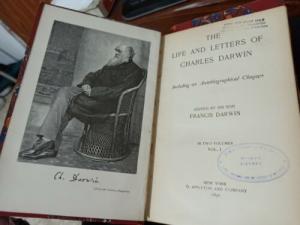 Ch. Darwin
THE
LIFE AND LETTERS OF
CHARLES DARWIN
Including an Autobiographical Chapter
EDITED BY HIS SON
FRANCIS DARWIN
IN TWO VOLUMES
VOL. I
NEW YORK
D. APPLETON AND COMPANY